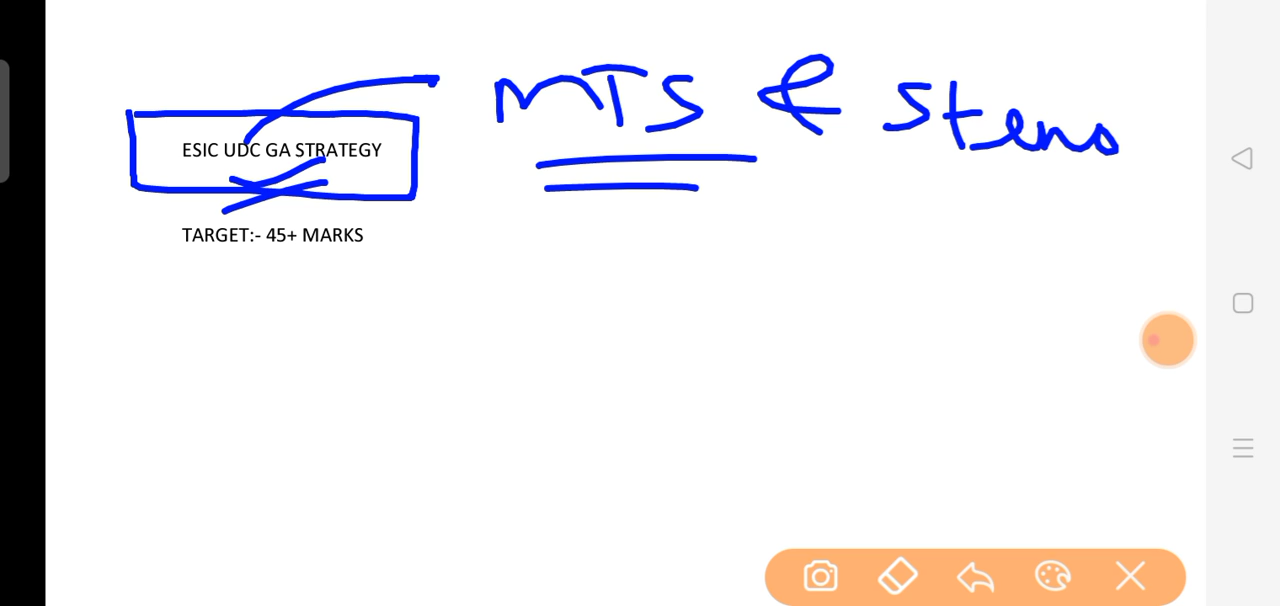 MTS & Steno
ESIC UDC GA STRATEGY
TARGET:- 45+ MARKS